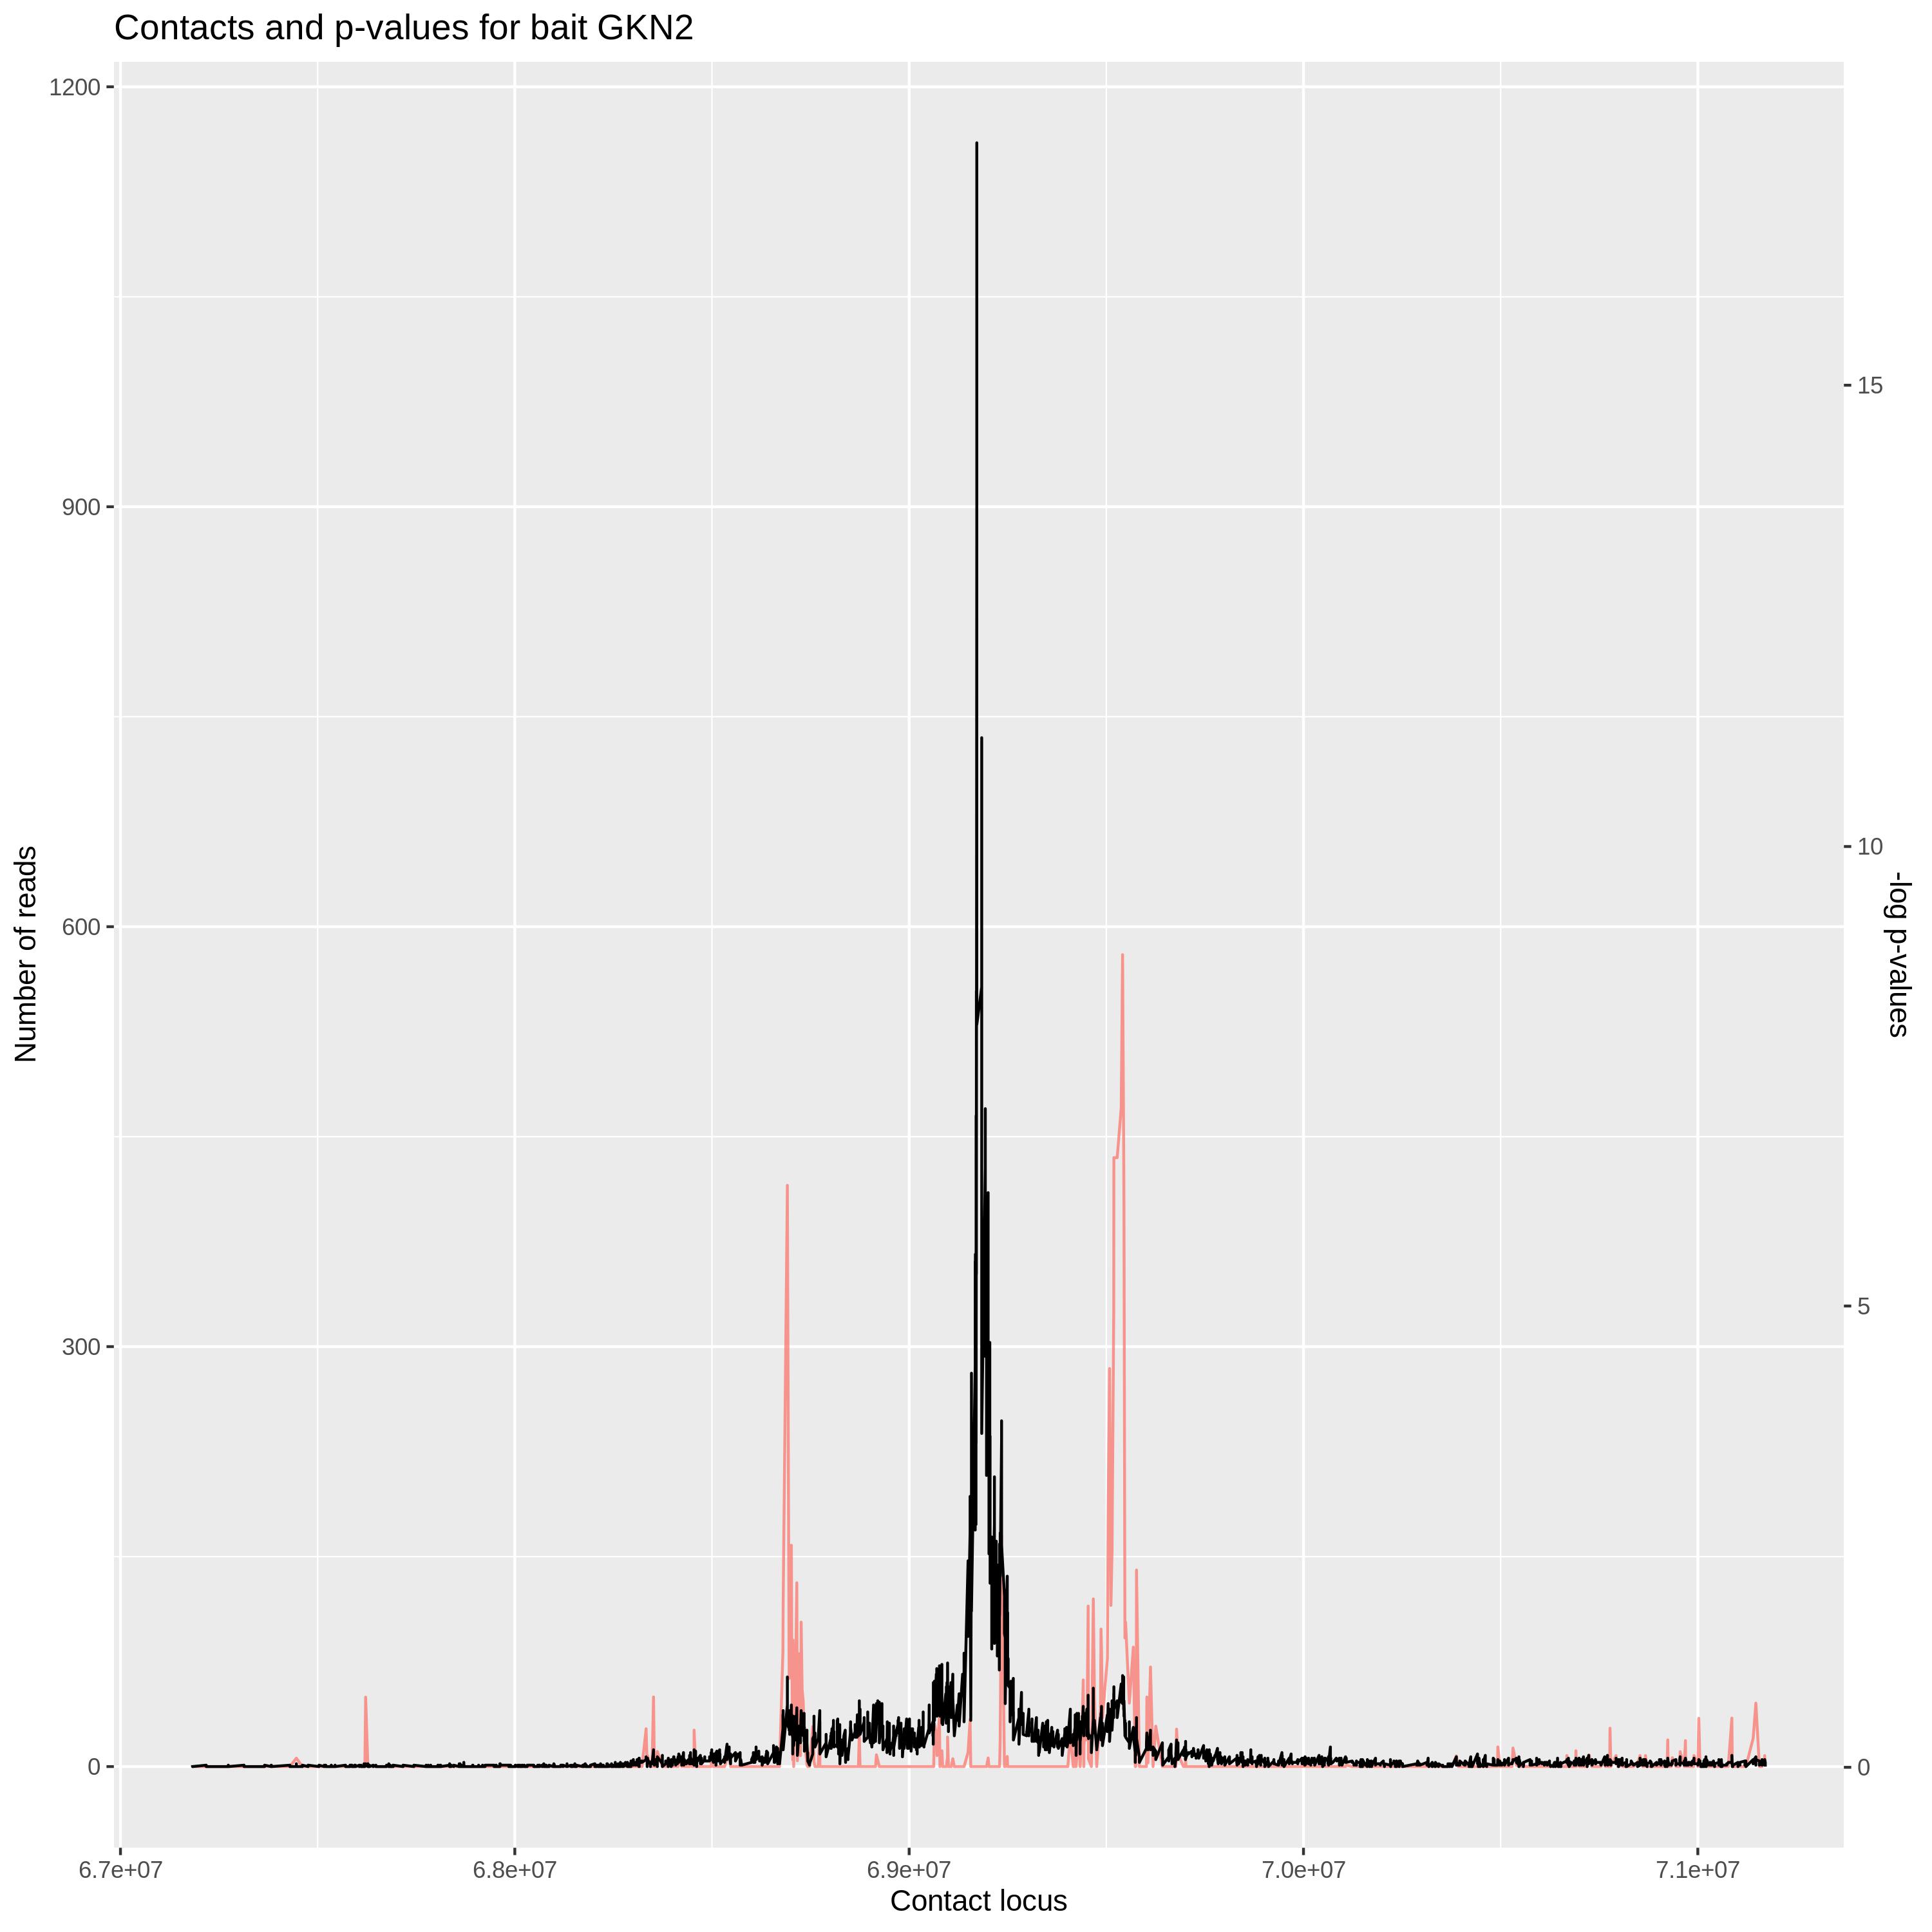 Contacts and p-values for bait GKN2
1200
900
600
300
0
Number of reads
15
10
5
0
-log p-values
6.7e+07
6.8e+07
6.9e+07
7.0e+07
7.1e+07
Contact locus